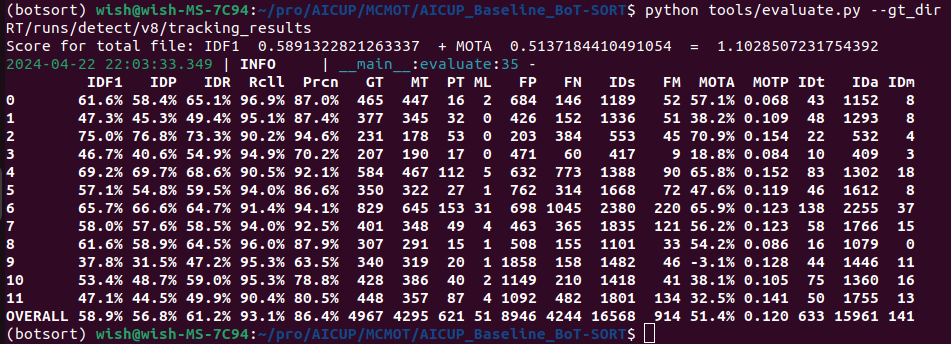 (botsort) wish@wish-MS-7C94:~/pro/AICUP/MCMOT/AICUP_Baseline_BoT-SORT$ python tools/evaluate.py --gt_dir
RT/runs/detect/v8/tracking_results
Score for total file: IDF1  0.5891322821263337  + MOTA  0.5137184410491054  =  1.1028507231754392
2024-04-22 22:03:33.349 | INFO     | __main__:evaluate:35 -
IDF1 IDP IDR Rcll Prcn GT MT PT ML FP FN IDs FM MOTA MOTP IDt IDa IDm
0 61.6% 58.4% 65.1% 96.9% 87.0% 465 447 16 2 684 146 1189 52 57.1% 0.068 43 1152 8
1 47.3% 45.3% 49.4% 95.1% 87.4% 377 345 32 0 426 152 1336 51 38.2% 0.109 48 1293 8
2 75.0% 76.8% 73.3% 90.2% 94.6% 231 178 53 0 203 384 553 45 70.9% 0.154 22 532 4
3 46.7% 40.6% 54.9% 94.9% 70.2% 207 190 17 0 471 60 417 9 18.8% 0.084 10 409 3
4 69.2% 69.7% 68.6% 90.5% 92.1% 584 467 112 5 632 773 1388 90 65.8% 0.152 83 1302 18
5 57.1% 54.8% 59.5% 94.0% 86.6% 350 322 27 1 762 314 1668 72 47.6% 0.119 46 1612 8
6 65.7% 66.6% 64.7% 91.4% 94.1% 829 645 153 31 698 1045 2380 220 65.9% 0.123 138 2255 37
7 58.0% 57.6% 58.5% 94.0% 92.5% 401 348 49 4 463 365 1835 121 56.2% 0.123 58 1766 15
8 61.6% 58.9% 64.5% 96.0% 87.9% 307 291 15 1 508 155 1101 33 54.2% 0.086 16 1079 0
9 37.8% 31.5% 47.2% 95.3% 63.5% 340 319 20 1 1858 158 1482 46 -3.1% 0.128 44 1446 11
10 53.4% 48.7% 59.0% 95.3% 78.8% 428 386 40 2 1149 210 1418 41 38.1% 0.105 75 1360 16
11 47.1% 44.5% 49.9% 90.4% 80.5% 448 357 87 4 1092 482 1801 134 32.5% 0.141 50 1755 13
OVERALL 58.9% 56.8% 61.2% 93.1% 86.4% 4967 4295 621 51 8946 4244 16568 914 51.4% 0.120 633 15961 141
(botsort) wish@wish-MS-7C94:~/pro/AICUP/MCMOT/AICUP_Baseline_BoT-SORT$